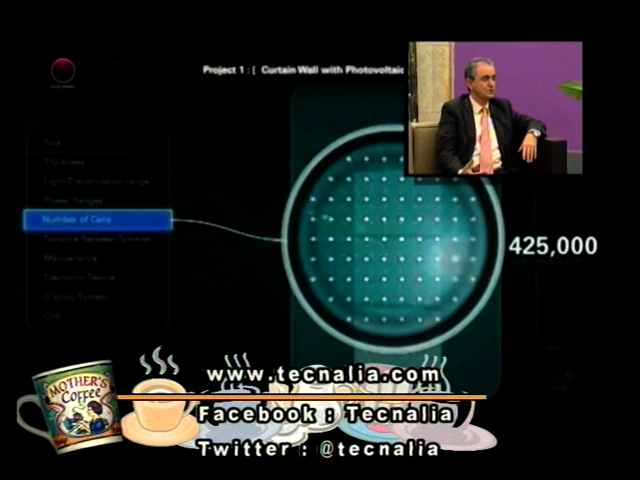 Project 1 : [ Curtain Wall with Photovoltaic
Size
Thickness
Light Transmission range
Power Ranges
Number of Cells
Distance Between Spheres
Maintenance
Electronic Device
Glazing System
Cost
425,000
MOTHER'S
Coffee
www.tecnalia.com
Facebook : Tecnalia
Twitter : @tecnalia